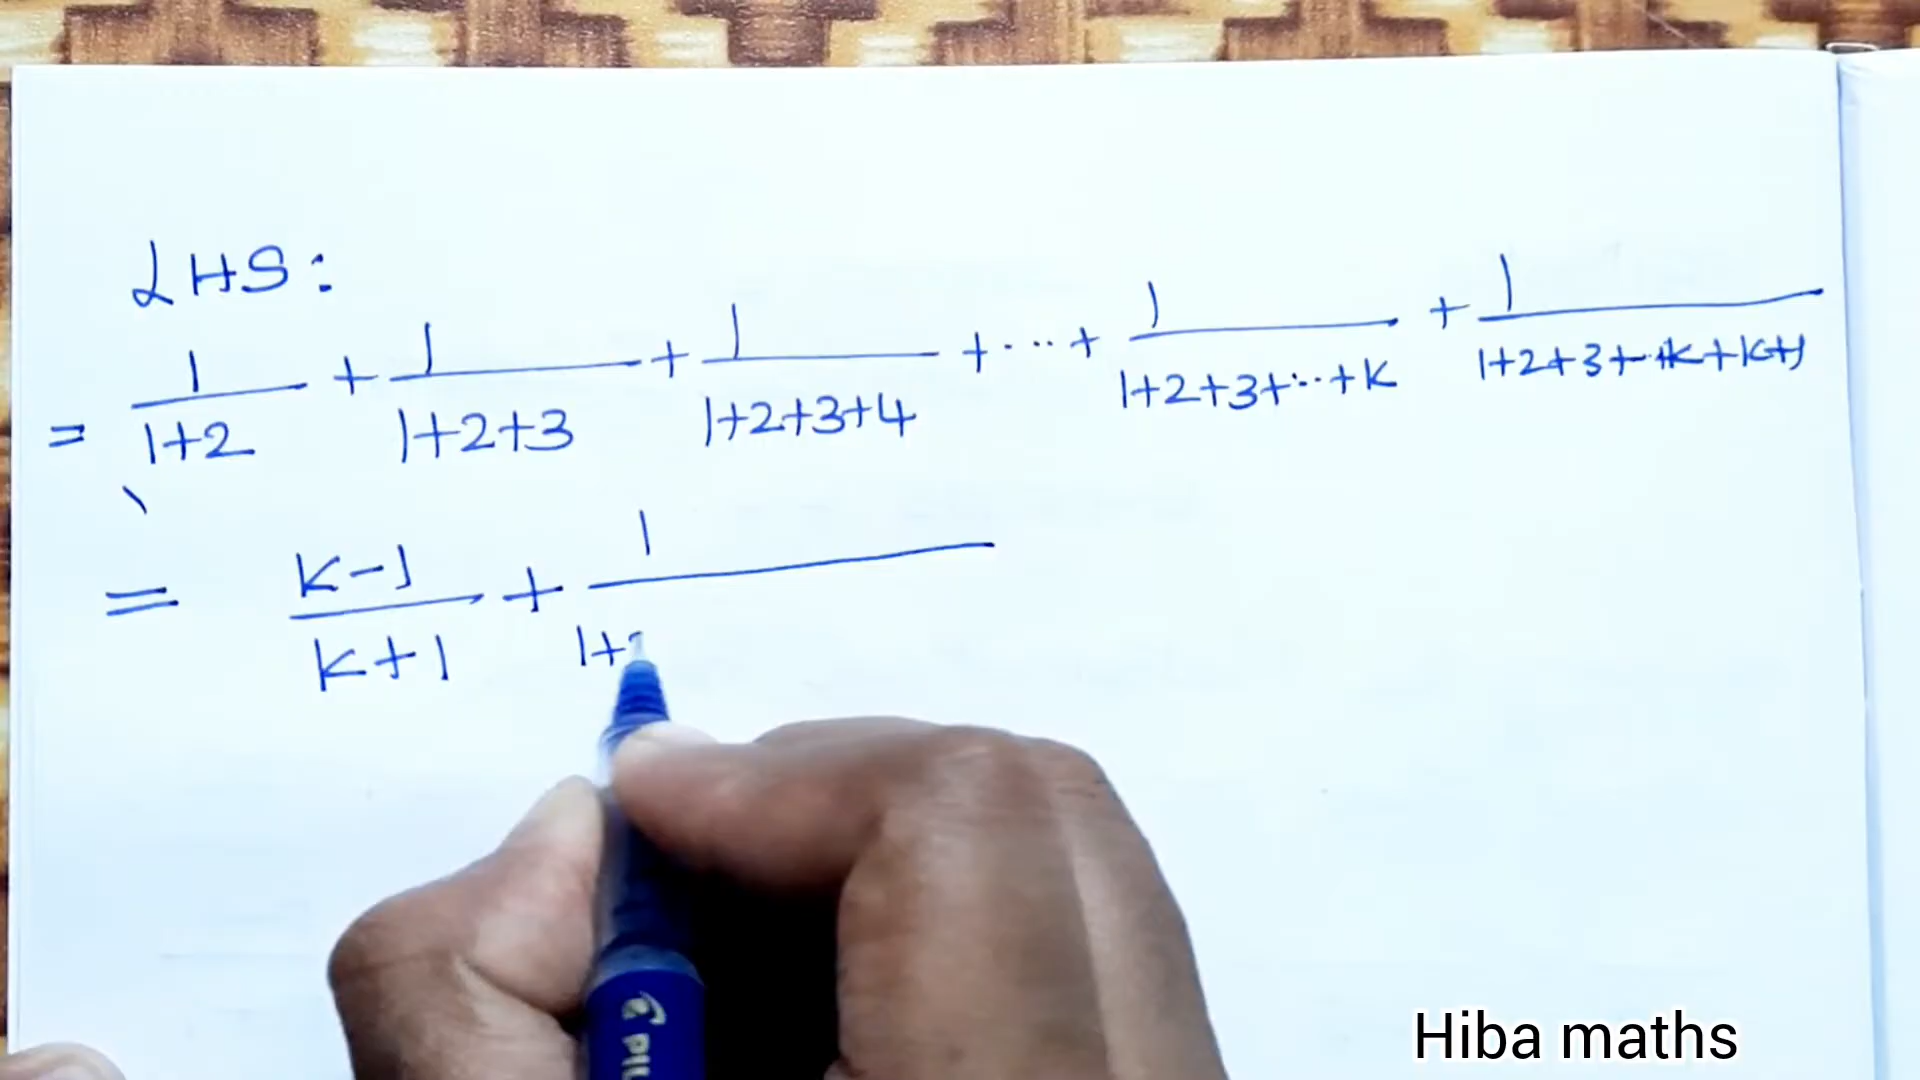 LHS:
= 1/(1+2) + 1/(1+2+3) + 1/(1+2+3+4) + ... + 1/(1+2+3+...+k) + 1/(1+2+3+...+k+k+1)
= (k-1)/(k+1) + 1/(1+
Hiba maths